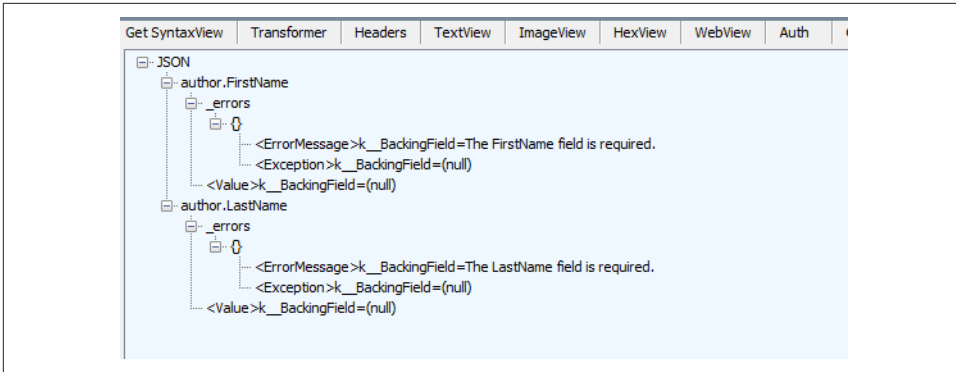 Get SyntaxView Transformer Headers TextView ImageView HexView WebView Auth
JSON
author.FirstName
_errors
{}
<ErrorMessage>k__BackingField=The FirstName field is required.
<Exception>k__BackingField=(null)
<Value>k__BackingField=(null)
author.LastName
_errors
{}
<ErrorMessage>k__BackingField=The LastName field is required.
<Exception>k__BackingField=(null)
<Value>k__BackingField=(null)